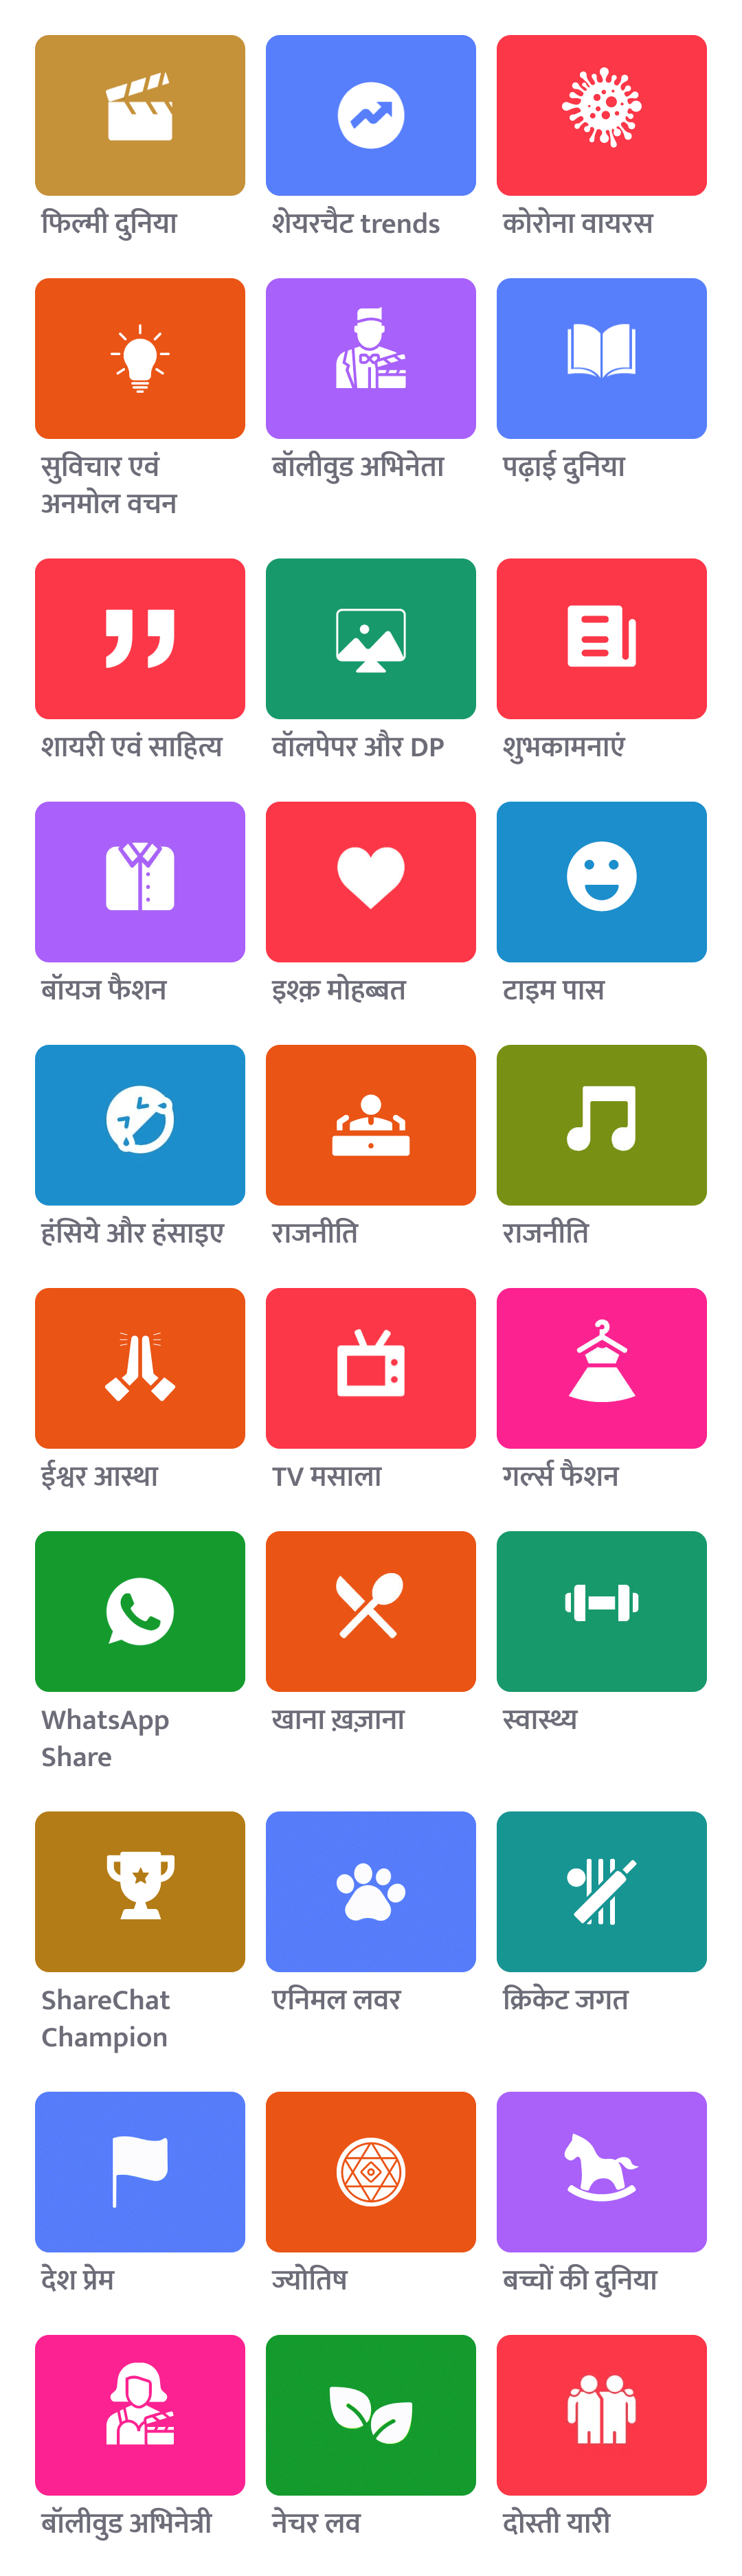 फिल्मी दुनिया
शेयरचैट trends
कोरोना वायरस
सुविचार एवं
अनमोल वचन
बॉलीवुड अभिनेता
पढ़ाई दुनिया
शायरी एवं साहित्य
वॉलपेपर और DP
शुभकामनाएं
बॉयज फैशन
इश्क़ मोहब्बत
टाइम पास
हंसिये और हंसाइए
राजनीति
राजनीति
ईश्वर आस्था
TV मसाला
गर्ल्स फैशन
WhatsApp
Share
खाना ख़ज़ाना
स्वास्थ्य
ShareChat
Champion
एनिमल लवर
क्रिकेट जगत
देश प्रेम
ज्योतिष
बच्चों की दुनिया
बॉलीवुड अभिनेत्री
नेचर लव
दोस्ती यारी